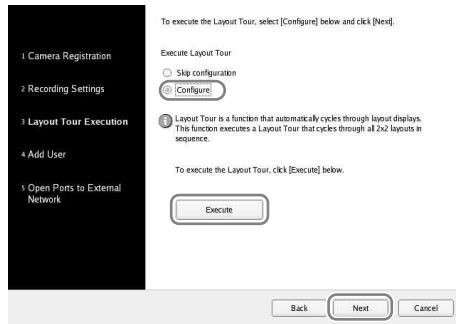 To execute the Layout Tour, select [Configure] below and click [Next].
1 Camera Registration
2 Recording Settings
3 Layout Tour Execution
4 Add User
5 Open Ports to External
Network
Execute Layout Tour
Skip configuration
Configure
Layout Tour is a function that automatically cycles through layout displays.
This function executes a Layout Tour that cycles through all 2x2 layouts in
sequence.
To execute the Layout Tour, click [Execute] below.
Execute
Back Next Cancel